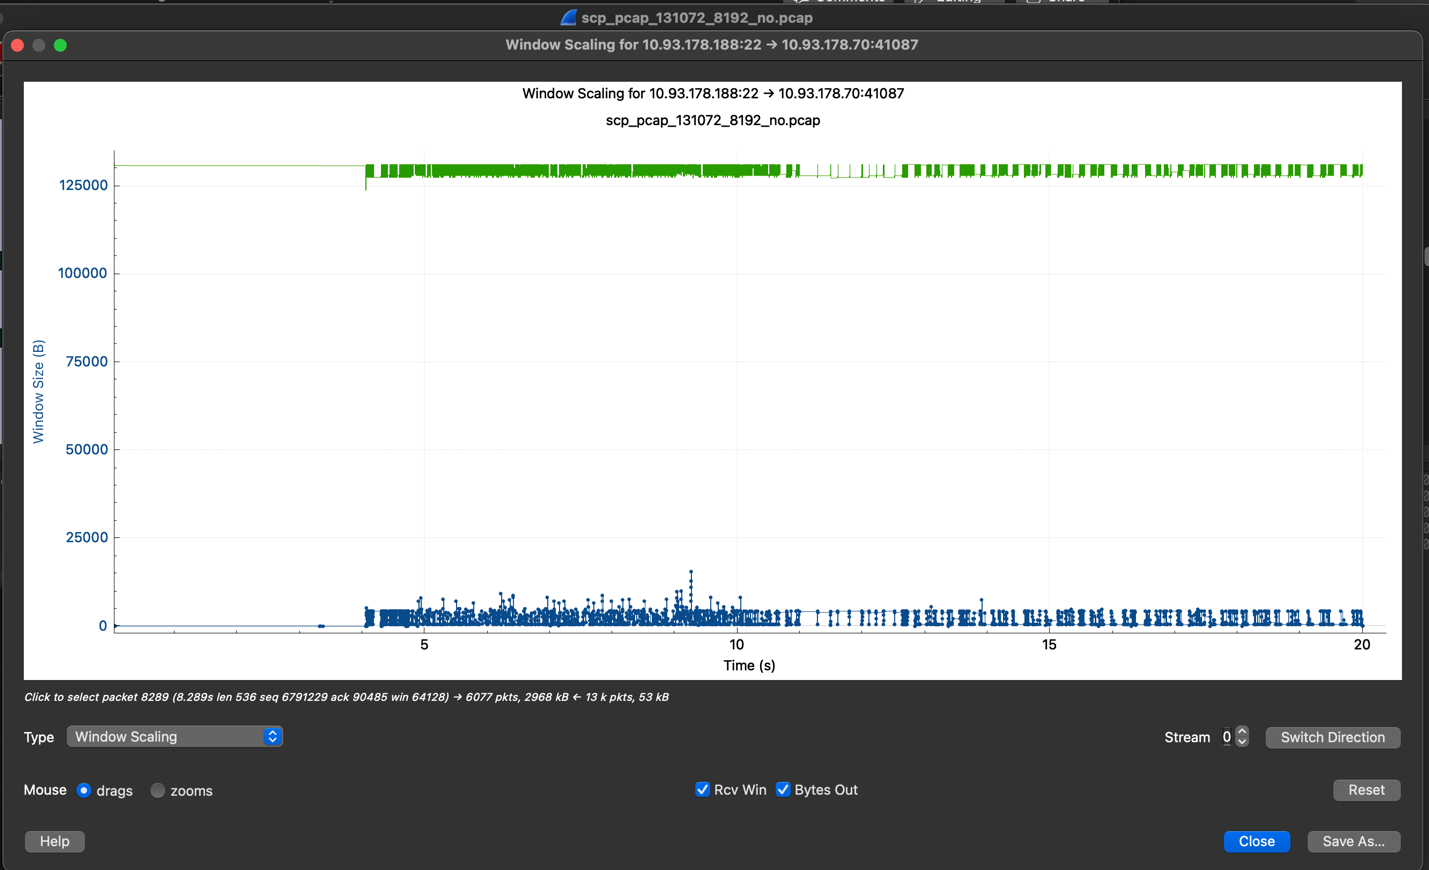 scp_pcap_131072_8192_no.pcap
Window Scaling for 10.93.178.188:22 → 10.93.178.70:41087
Window Scaling for 10.93.178.188:22 → 10.93.178.70:41087
scp_pcap_131072_8192_no.pcap
125000
100000
75000
50000
25000
0
Window Size (B)
5 10 15 20
Time (s)
Click to select packet 8289 (8.289s len 536 seq 6791229 ack 90485 win 64128) → 6077 pkts, 2968 kB ← 13 k pkts, 53 kB
Type Window Scaling Stream 0 Switch Direction
Mouse drags zooms Rcv Win Bytes Out Reset
Help Close Save As...